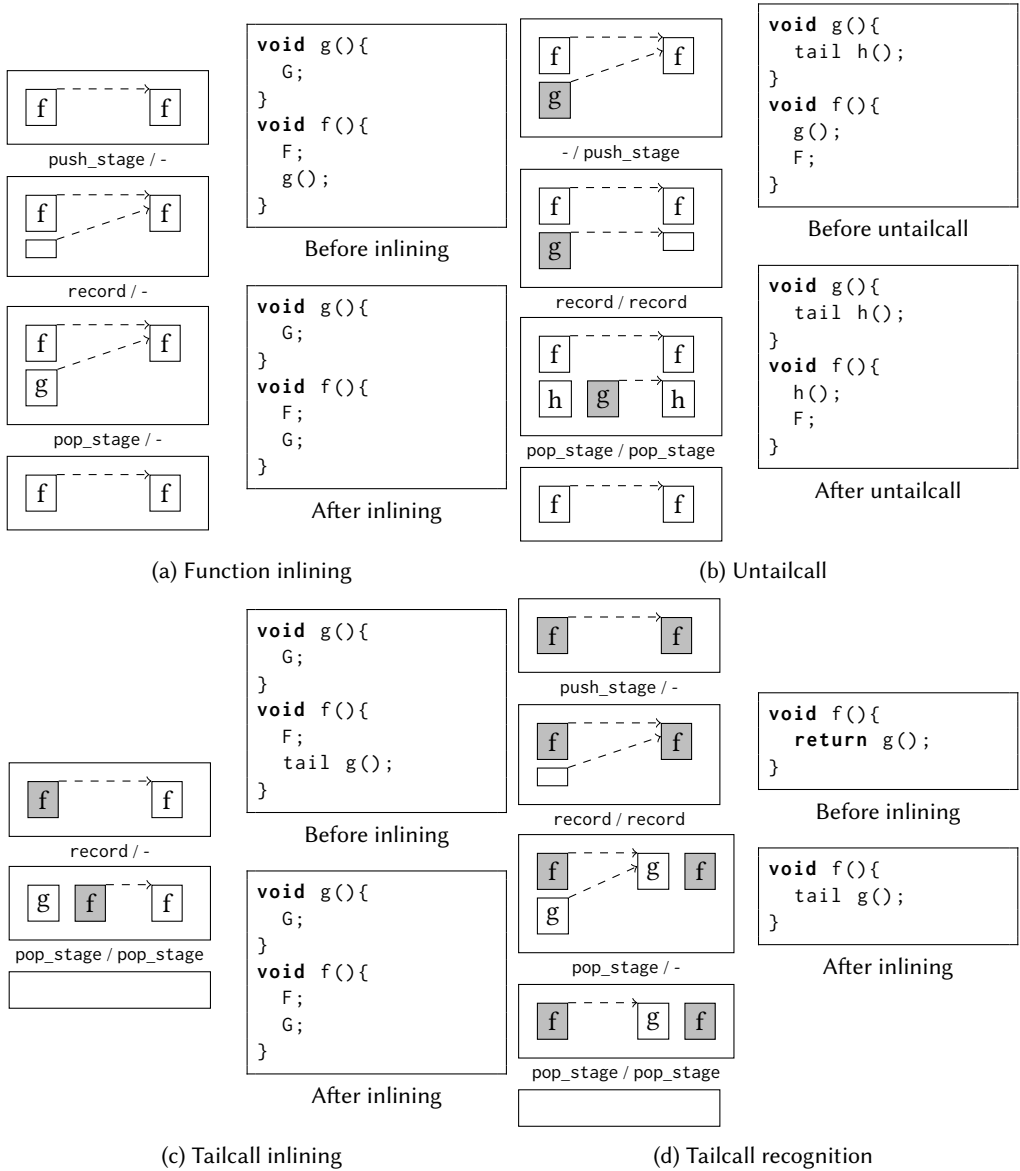 f f
push_stage / -
f f
record / -
f f
g
pop_stage / -
f f
void g(){
G;
}
void f(){
F;
g();
}
Before inlining
void g(){
G;
}
void f(){
F;
G;
}
After inlining
(a) Function inlining
f f
g
- / push_stage
f f
g
record / record
f f
h g h
pop_stage / pop_stage
f f
void g(){
tail h();
}
void f(){
g();
F;
}
Before untailcall
void g(){
tail h();
}
void f(){
h();
F;
}
After untailcall
(b) Untailcall
f f
record / -
g f f
pop_stage / pop_stage
void g(){
G;
}
void f(){
F;
tail g();
}
Before inlining
void g(){
G;
}
void f(){
F;
G;
}
After inlining
(c) Tailcall inlining
f f
push_stage / -
f f
record / record
f g f
g
pop_stage / -
f g f
pop_stage / pop_stage
void f(){
return g();
}
Before inlining
void f(){
tail g();
}
After inlining
(d) Tailcall recognition